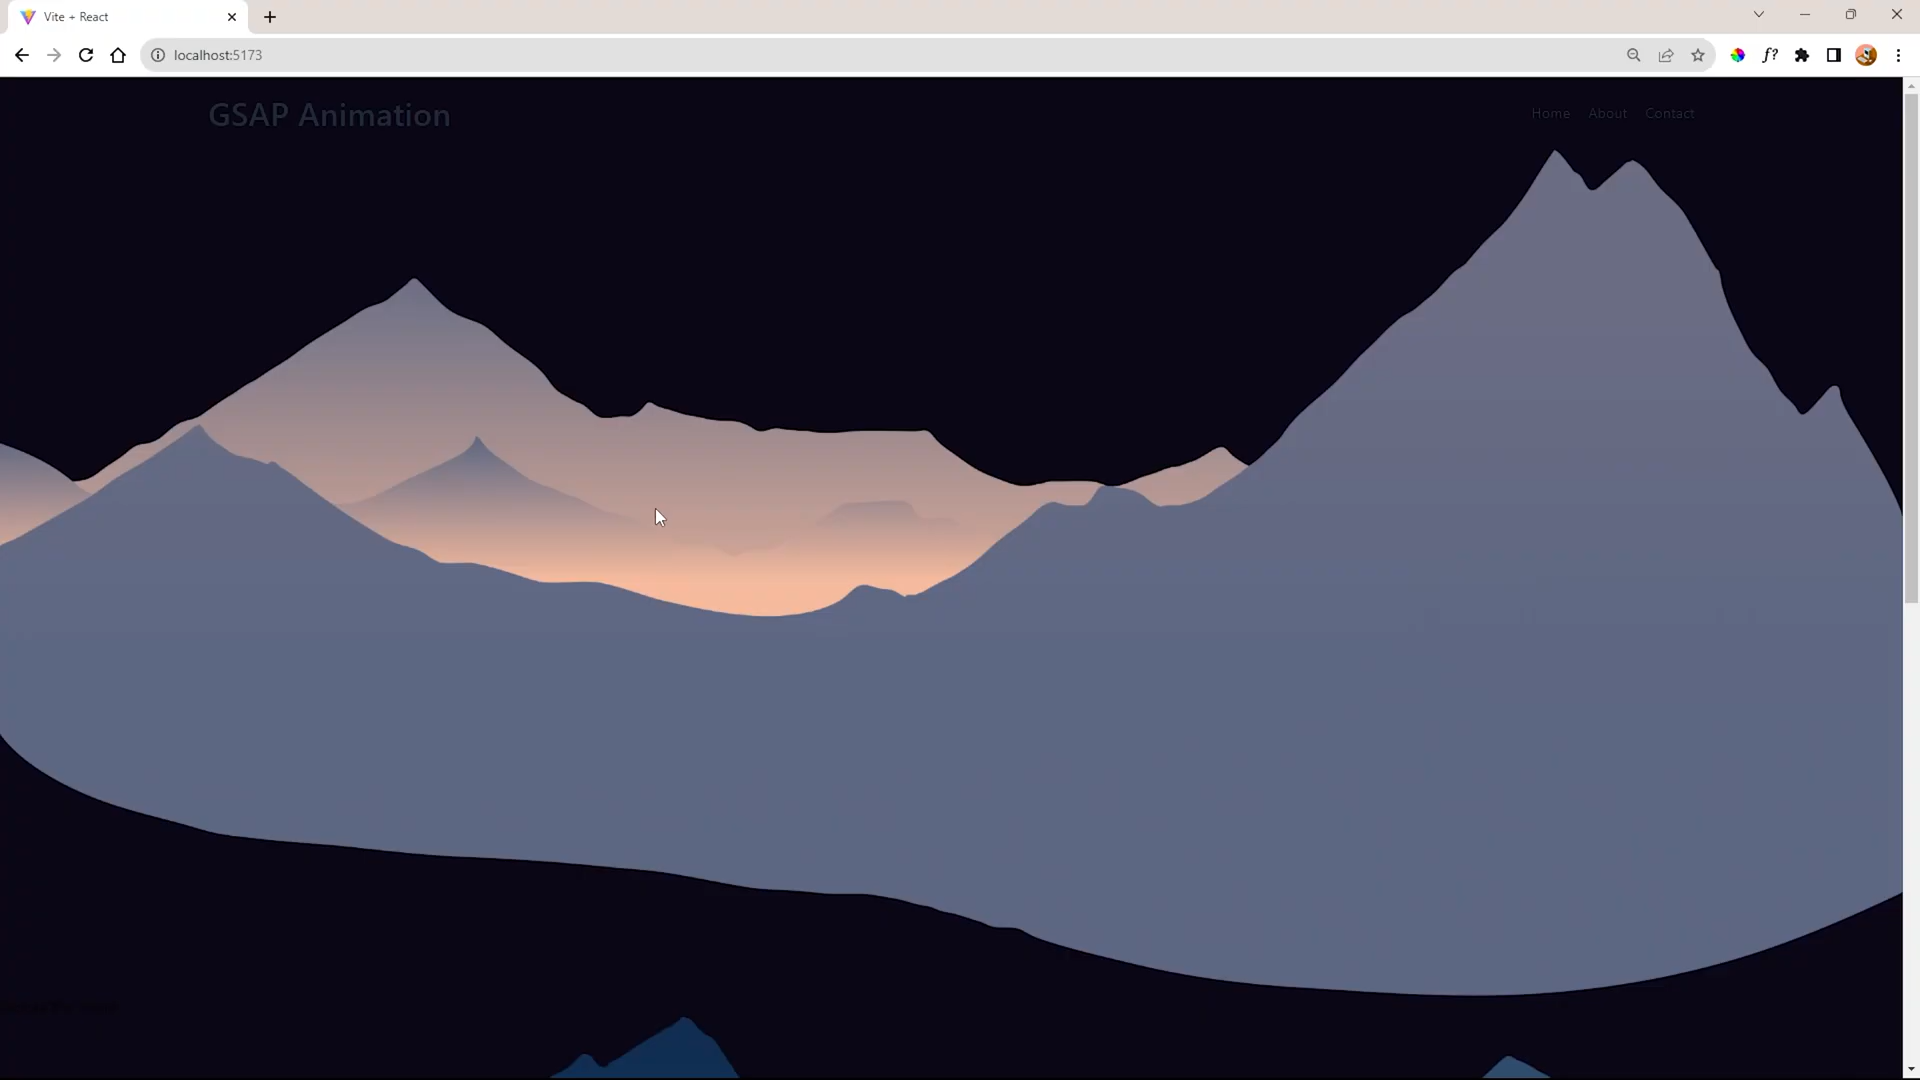 Vite + React
localhost:5173
f?
GSAP Animation
Home About Contact